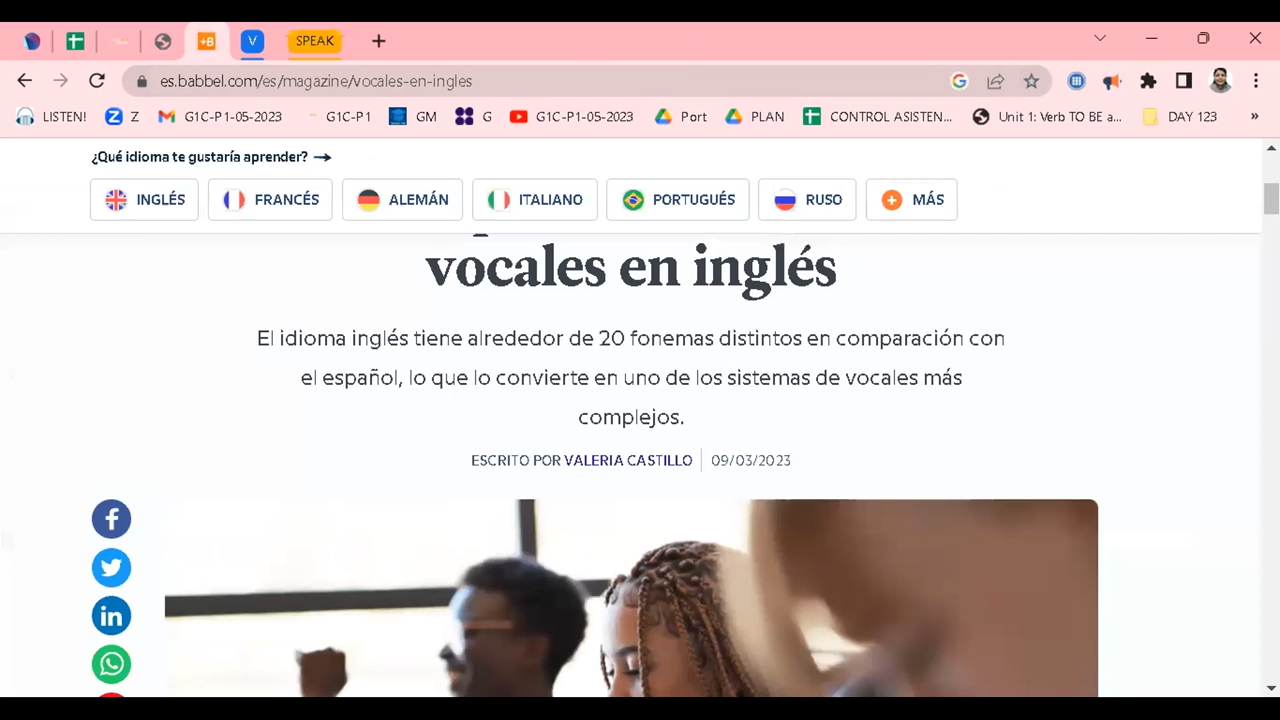 +B
V
SPEAK
es.babbel.com/es/magazine/vocales-en-ingles
LISTEN!
Z
G1C-P1-05-2023
G1C-P1
GM
G
G1C-P1-05-2023
Port
PLAN
CONTROL ASISTEN...
Unit 1: Verb TO BE a...
DAY 123
»
¿Qué idioma te gustaría aprender? →
INGLÉS
FRANCÉS
ALEMÁN
ITALIANO
PORTUGUÉS
RUSO
MÁS
vocales en inglés
El idioma inglés tiene alrededor de 20 fonemas distintos en comparación con
el español, lo que lo convierte en uno de los sistemas de vocales más
complejos.
ESCRITO POR VALERIA CASTILLO | 09/03/2023